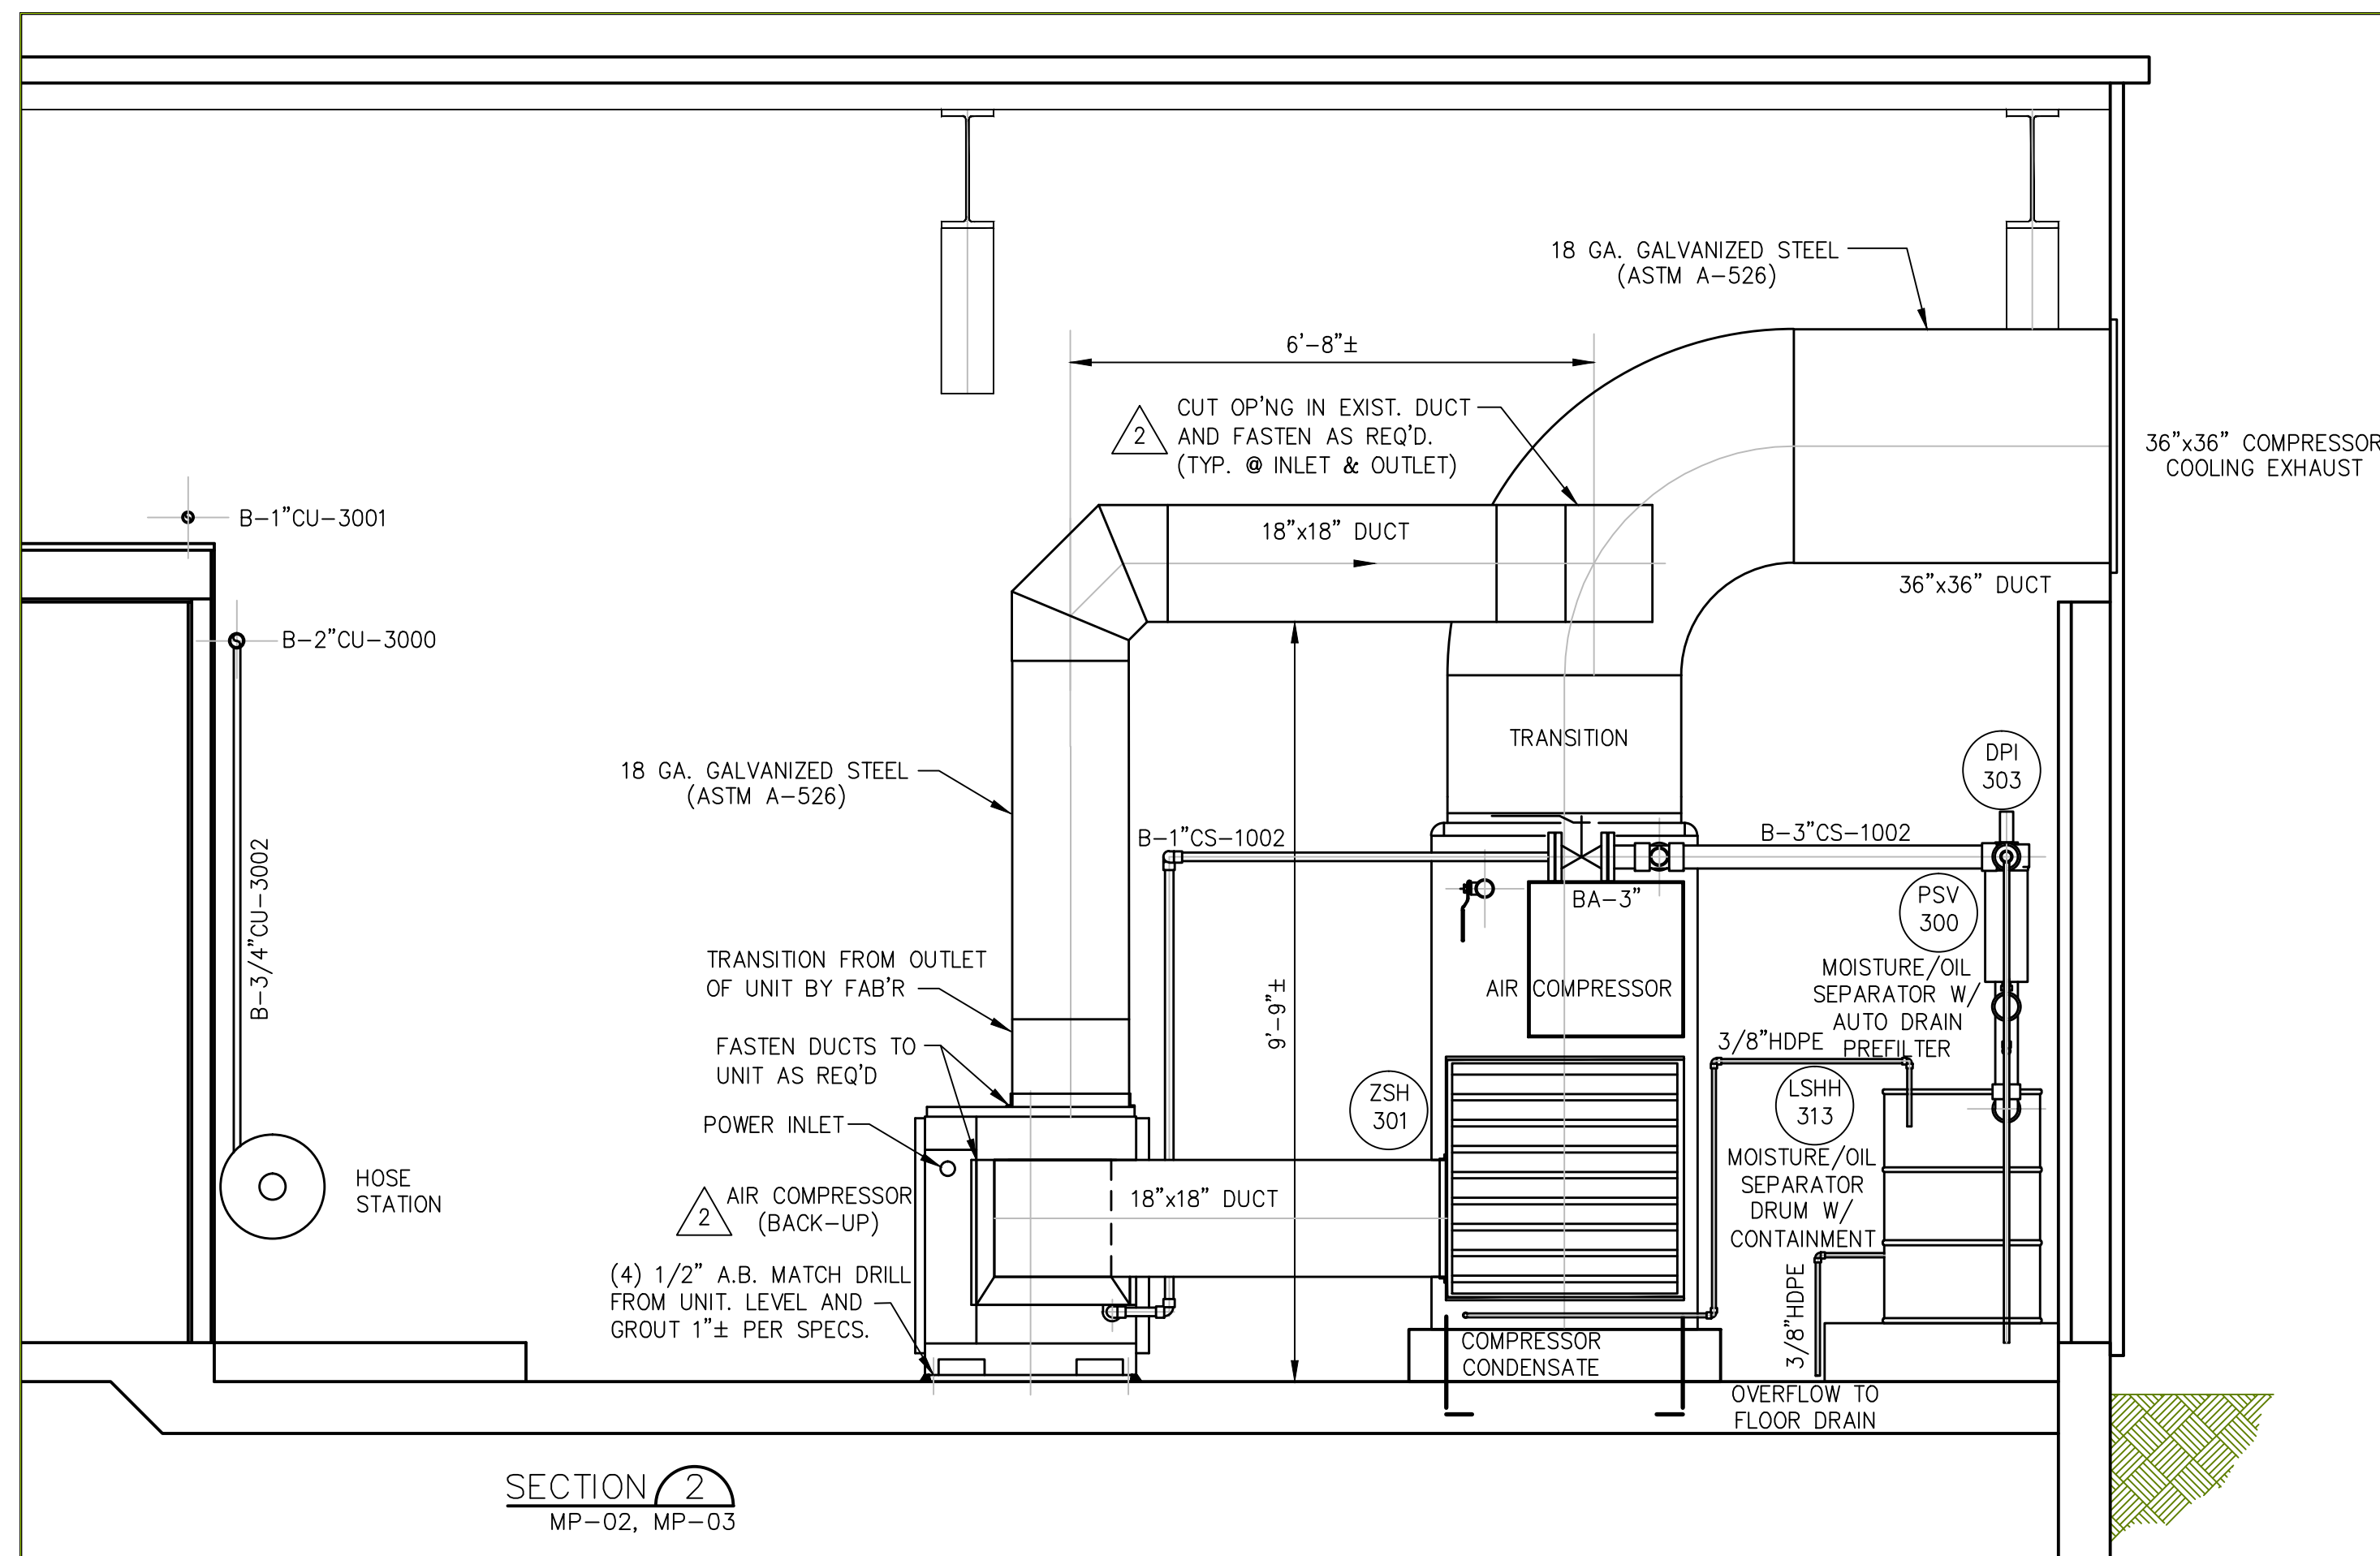 18 GA. GALVANIZED STEEL
(ASTM A-526)
6'-8"±
CUT OP'NG IN EXIST. DUCT
2
AND FASTEN AS REQ'D.
(TYP. @ INLET & OUTLET)
36"x36" COMPRESSOR
COOLING EXHAUST
B-1"CU-3001
18"x18" DUCT
36"x36" DUCT
B-2"CU-3000
TRANSITION
DPI
303
18 GA. GALVANIZED STEEL
(ASTM A-526)
B-1"CS-1002
B-3"CS-1002
B-3/4"CU-3002
BA-3"
PSV
300
TRANSITION FROM OUTLET
OF UNIT BY FAB'R
9'-9"±
AIR COMPRESSOR
MOISTURE/OIL
SEPARATOR W/
AUTO DRAIN
PREFILTER
FASTEN DUCTS TO
UNIT AS REQ'D
3/8"HDPE
ZSH
301
LSHH
313
POWER INLET
HOSE
STATION
MOISTURE/OIL
SEPARATOR
DRUM W/
CONTAINMENT
2
AIR COMPRESSOR
(BACK-UP)
18"x18" DUCT
(4) 1/2" A.B. MATCH DRILL
FROM UNIT. LEVEL AND
GROUT 1"± PER SPECS.
3/8"HDPE
COMPRESSOR
CONDENSATE
OVERFLOW TO
FLOOR DRAIN
SECTION 2
MP-02, MP-03